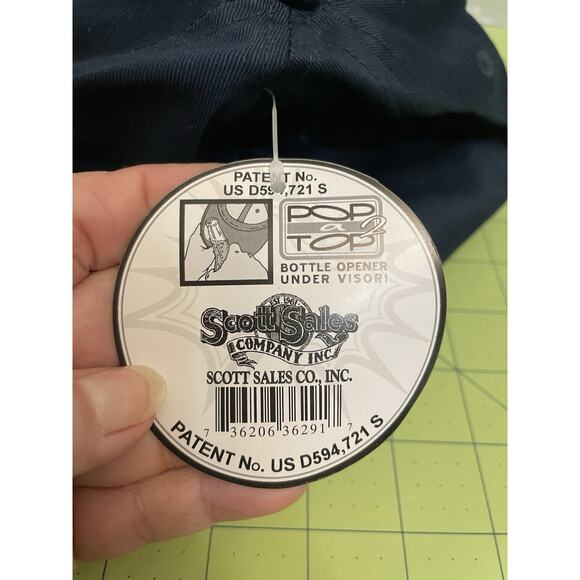 PATENT No.
US D594,721 S
POP
a 2
TOP
BOTTLE OPENER
UNDER VISOR!
EST. 1961
Scott Sales
COMPANY INC.
SCOTT SALES CO., INC.
7 36206 36291 7
PATENT No. US D594,721 S